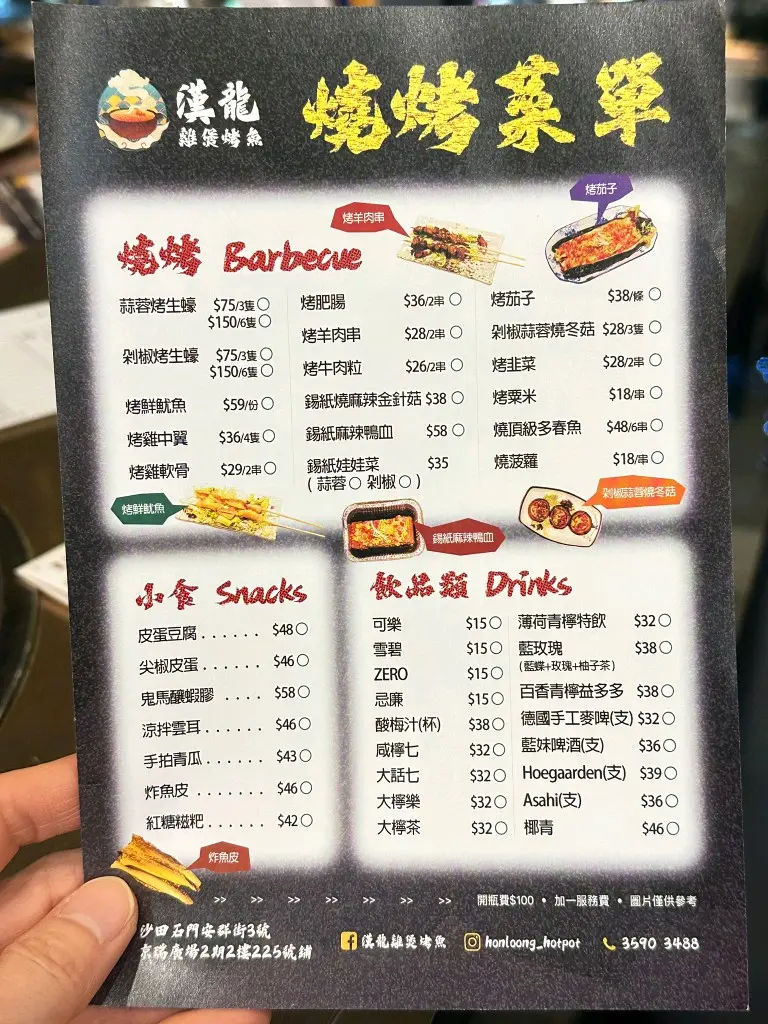 漢龍
雞煲烤魚
燒烤菜單
烤羊肉串
烤茄子
燒烤 Barbecue
蒜蓉烤生蠔 $75/3隻
$150/6隻
剁椒烤生蠔 $75/3隻
$150/6隻
烤鮮魷魚 $59/份
烤雞中翼 $36/4隻
烤雞軟骨 $29/2串
烤肥腸 $36/2串
烤羊肉串 $28/2串
烤牛肉粒 $26/2串
錫紙燒麻辣金針菇 $38
錫紙麻辣鴨血 $58
錫紙娃娃菜 $35
( 蒜蓉 ○ 剁椒 ○ )
烤茄子 $38/條
剁椒蒜蓉燒冬菇 $28/3隻
烤韭菜 $28/2串
烤粟米 $18/串
燒頂級多春魚 $48/6串
燒菠蘿 $18/串
烤鮮魷魚
錫紙麻辣鴨血
剁椒蒜蓉燒冬菇
小食 Snacks
皮蛋豆腐 . . . . . . $48
尖椒皮蛋 . . . . . . $46
鬼馬釀蝦膠 . . . . $58
涼拌雲耳 . . . . . . $46
手拍青瓜 . . . . . . $43
炸魚皮 . . . . . . . $46
紅糖糍粑 . . . . . . $42
炸魚皮
飲品類 Drinks
可樂 $15
雪碧 $15
ZERO $15
忌廉 $15
酸梅汁(杯) $38
咸檸七 $32
大話七 $32
大檸樂 $32
大檸茶 $32
薄荷青檸特飲 $32
藍玫瑰 $38
( 藍蝶+玫瑰+柚子茶 )
百香青檸益多多 $38
德國手工麥啤(支) $32
藍妹啤酒(支) $36
Hoegaarden(支) $39
Asahi(支) $36
椰青 $46
>> >> >> >> >> >> >> 開瓶費$100 • 加一服務費 • 圖片僅供參考
沙田石門安群街3號
京瑞廣場2期2樓225號鋪
漢龍雞煲烤魚 honloong_hotpot 3590 3488